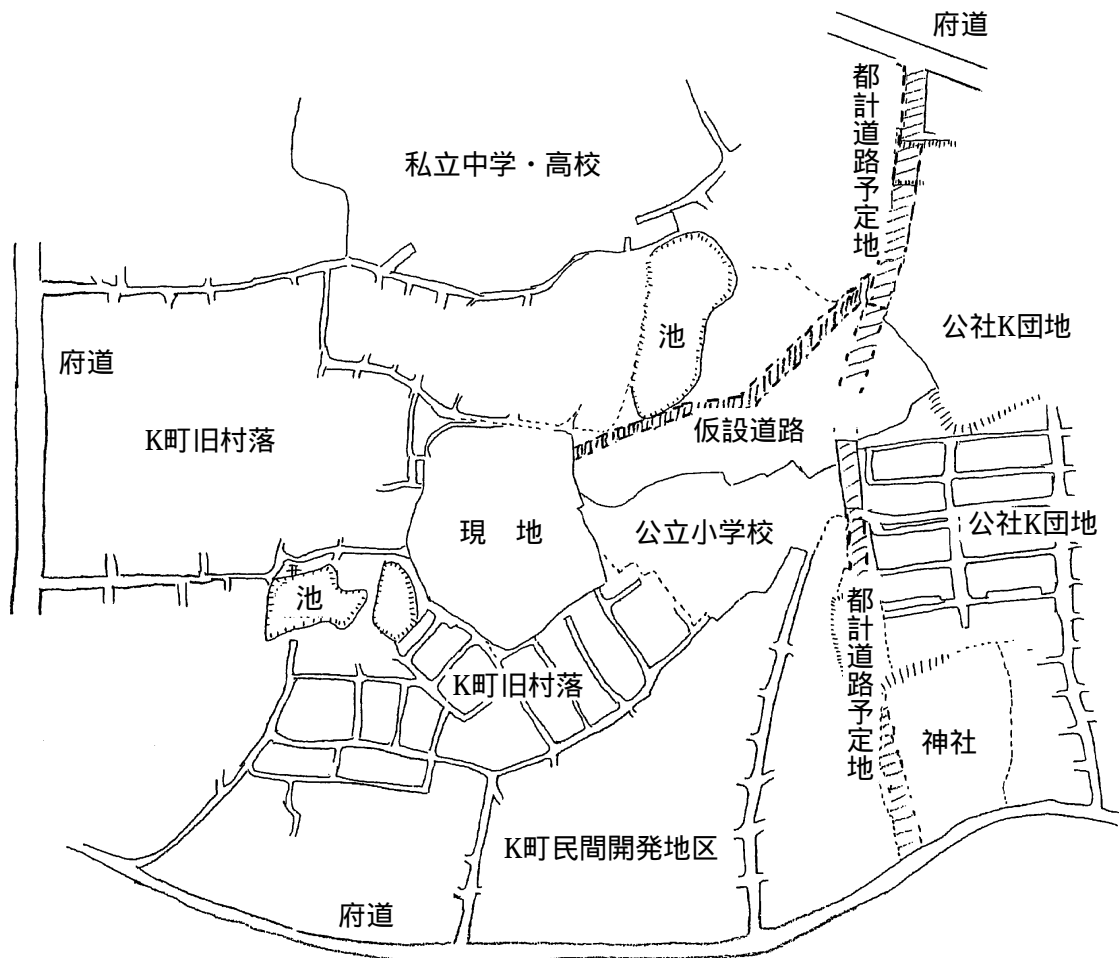 府道
都計道路予定地
私立中学・高校
公社K団地
池
府道
仮設道路
K町旧村落
現　地
公立小学校
公社K団地
池
都計道路予定地
K町旧村落
神社
K町民間開発地区
府道